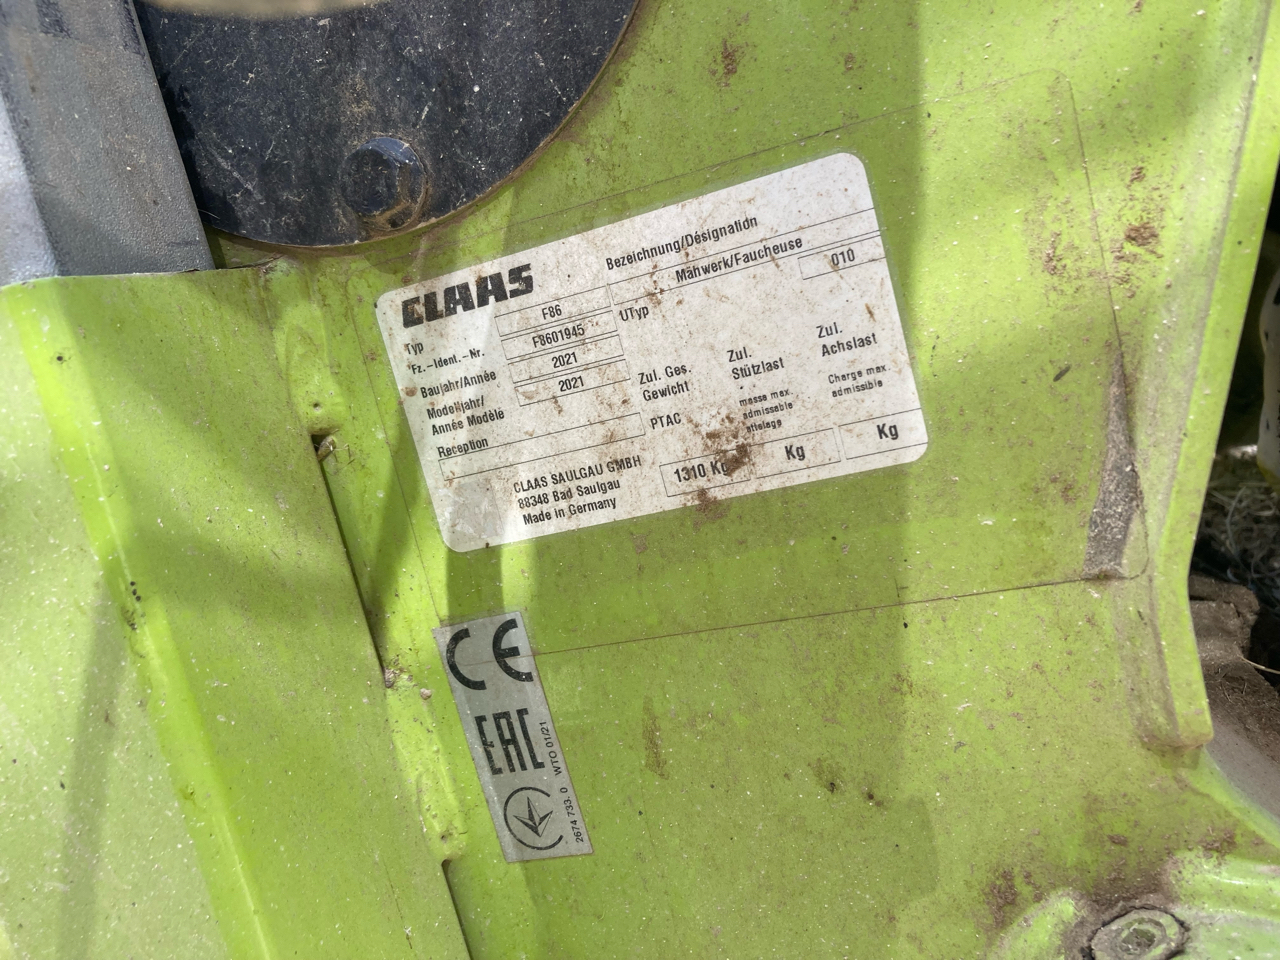 CLAAS
Bezeichnung/Désignation
Mähwerk/Faucheuse
Typ F86 UTyp 010
Fz.-Ident.-Nr. F8601945
Baujahr/Année 2021
Modelljahr/
Année Modèle 2021
Reception
Zul. Ges.
Gewicht
PTAC
1310 Kg
Zul.
Stützlast
masse max.
admissable
attelage
Kg
Zul.
Achslast
Charge max.
admissible
Kg
CLAAS SAULGAU GMBH
88348 Bad Saulgau
Made in Germany
CE
EAC
WTO 01/21
2674 733. 0